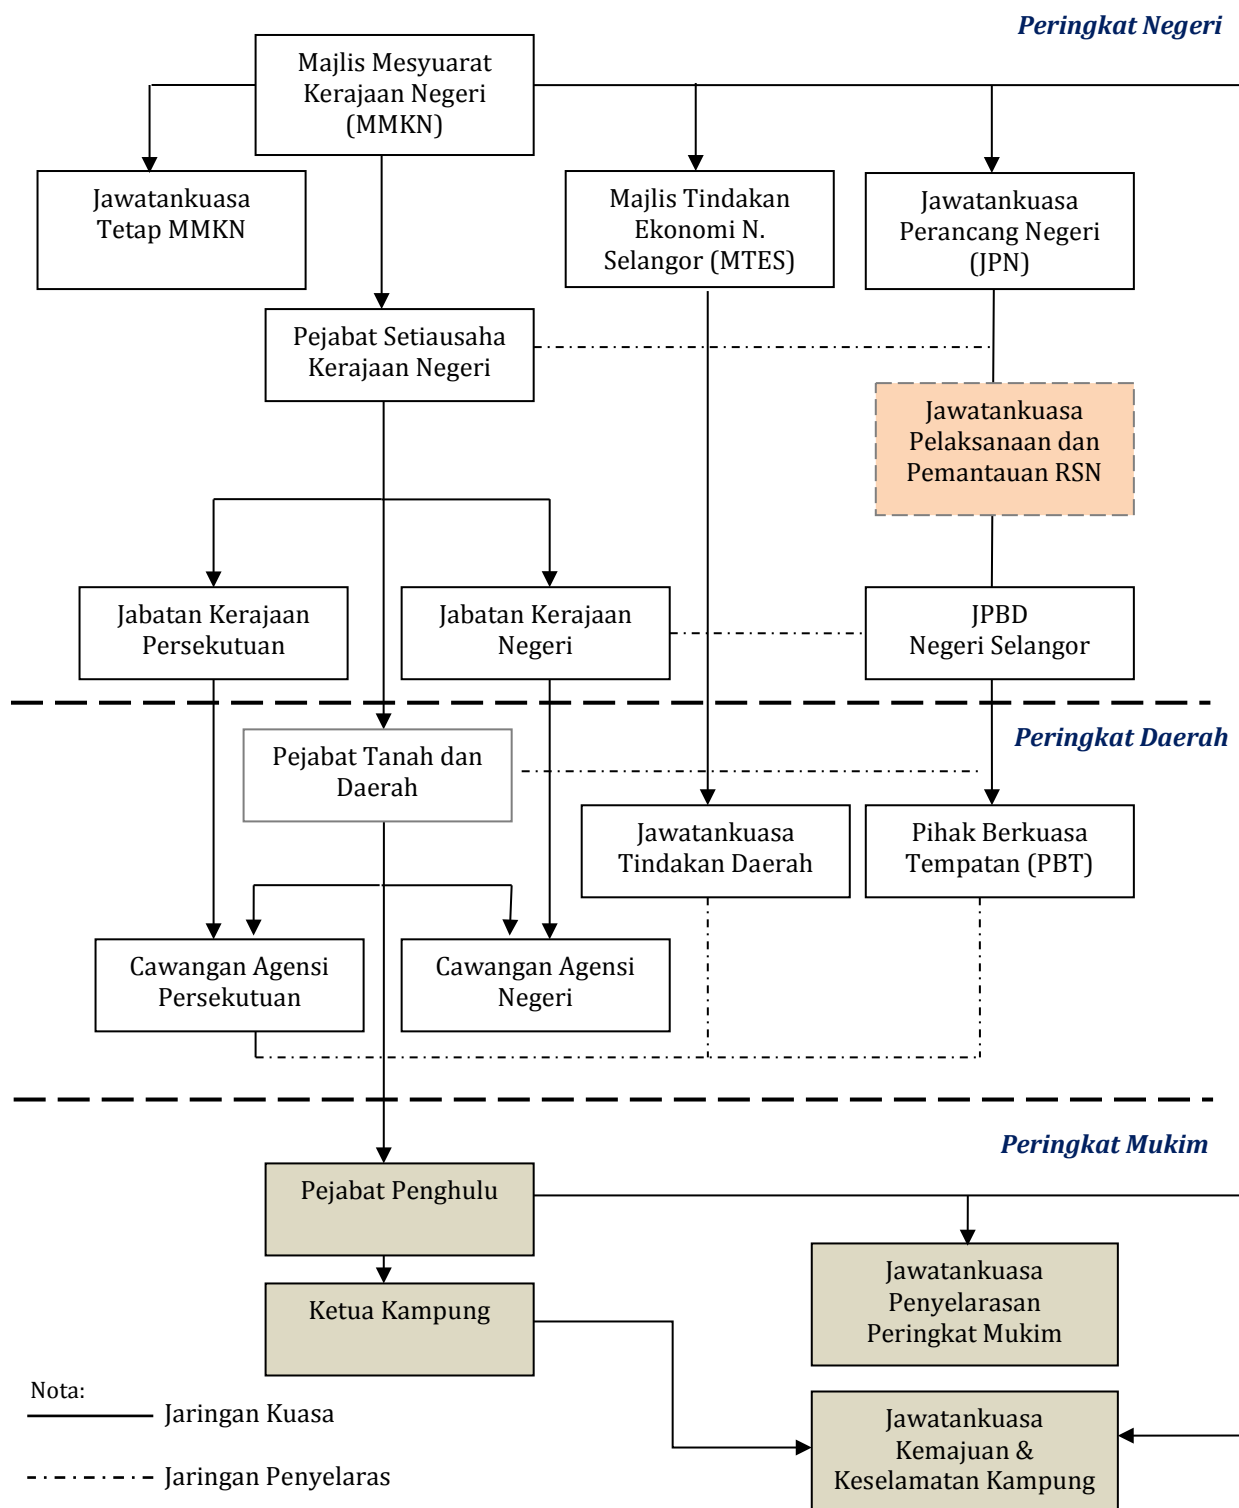 Peringkat Negeri
Majlis Mesyuarat
Kerajaan Negeri
(MMKN)
Jawatankuasa
Tetap MMKN
Majlis Tindakan
Ekonomi N.
Selangor (MTES)
Jawatankuasa
Perancang Negeri
(JPN)
Pejabat Setiausaha
Kerajaan Negeri
Jawatankuasa
Pelaksanaan dan
Pemantauan RSN
Jabatan Kerajaan
Persekutuan
Jabatan Kerajaan
Negeri
JPBD
Negeri Selangor
Peringkat Daerah
Pejabat Tanah dan
Daerah
Jawatankuasa
Tindakan Daerah
Pihak Berkuasa
Tempatan (PBT)
Cawangan Agensi
Persekutuan
Cawangan Agensi
Negeri
Peringkat Mukim
Pejabat Penghulu
Jawatankuasa
Penyelarasan
Peringkat Mukim
Ketua Kampung
Jawatankuasa
Kemajuan &
Keselamatan Kampung
Nota:
Jaringan Kuasa
Jaringan Penyelaras